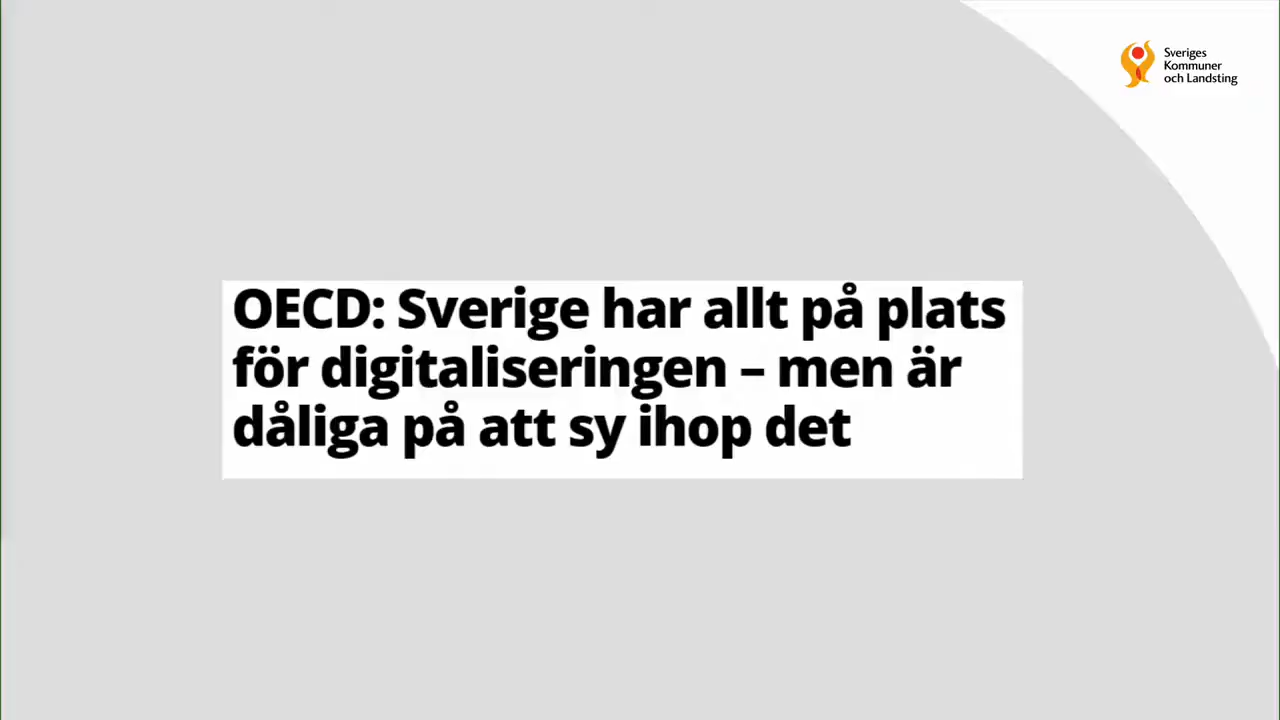 Sveriges
Kommuner
och Landsting
OECD: Sverige har allt på plats
för digitaliseringen – men är
dåliga på att sy ihop det